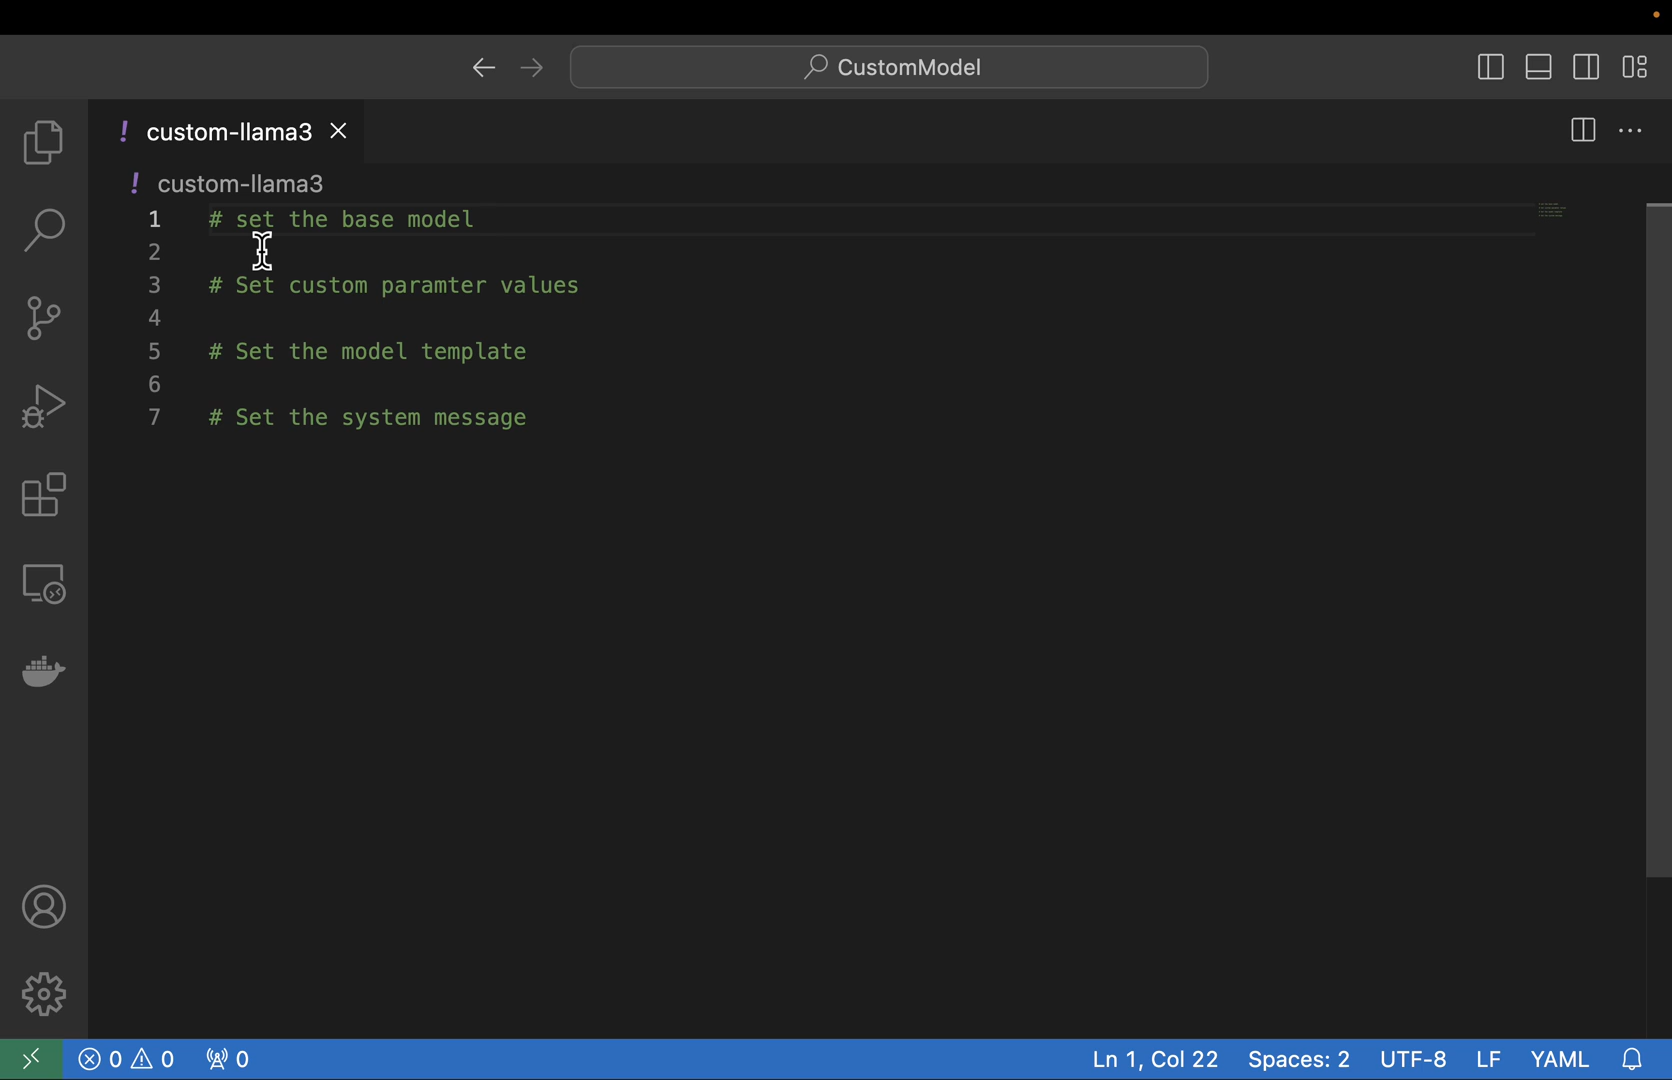 CustomModel
! custom-llama3
! custom-llama3
1 # set the base model
2
3 # Set custom paramter values
4
5 # Set the model template
6
7 # Set the system message
0 0 0 Ln 1, Col 22 Spaces: 2 UTF-8 LF YAML